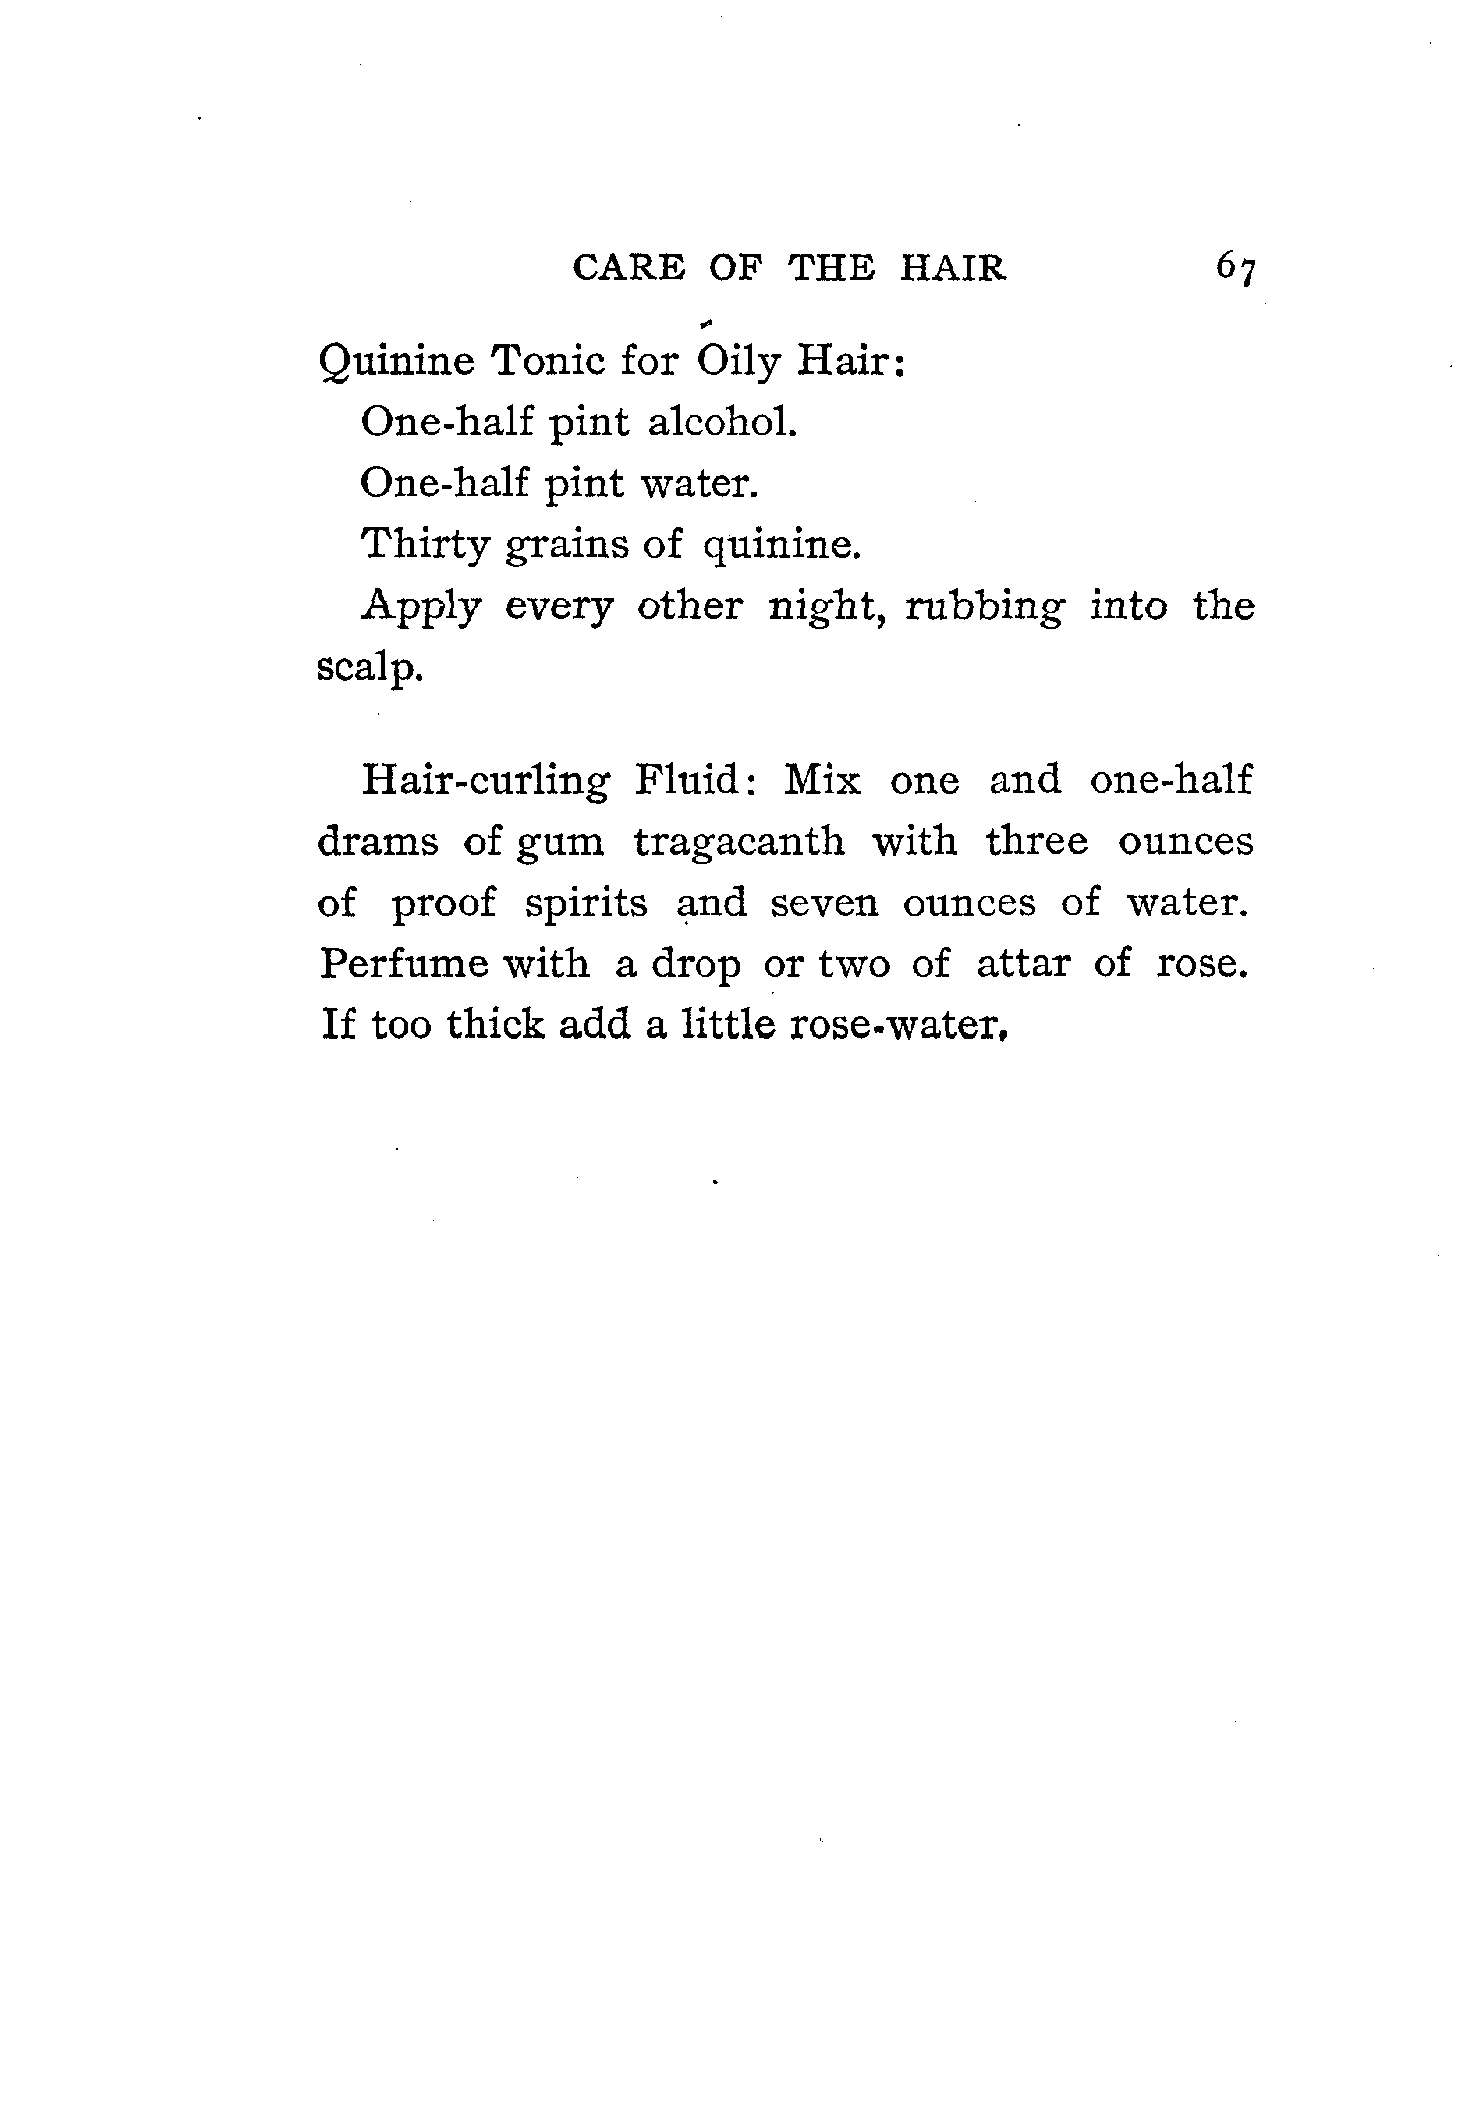 CARE OF THE HAIR 67
Quinine Tonic for Oily Hair:
One-half pint alcohol.
One-half pint water.
Thirty grains of quinine.
Apply every other night, rubbing into the
scalp.
Hair-curling Fluid: Mix one and one-half
drams of gum tragacanth with three ounces
of proof spirits and seven ounces of water.
Perfume with a drop or two of attar of rose.
If too thick add a little rose-water.